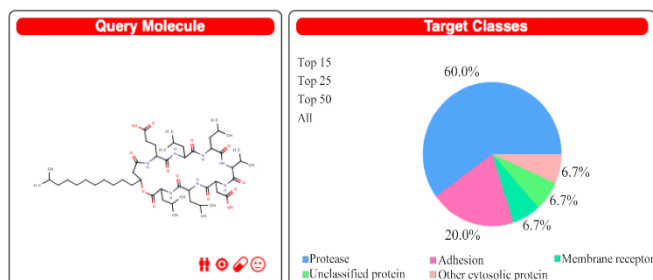 Query Molecule
Target Classes
Top 15
Top 25
Top 50
All
60.0%
6.7%
6.7%
6.7%
20.0%
Protease
Adhesion
Membrane receptor
Unclassified protein
Other cytosolic protein